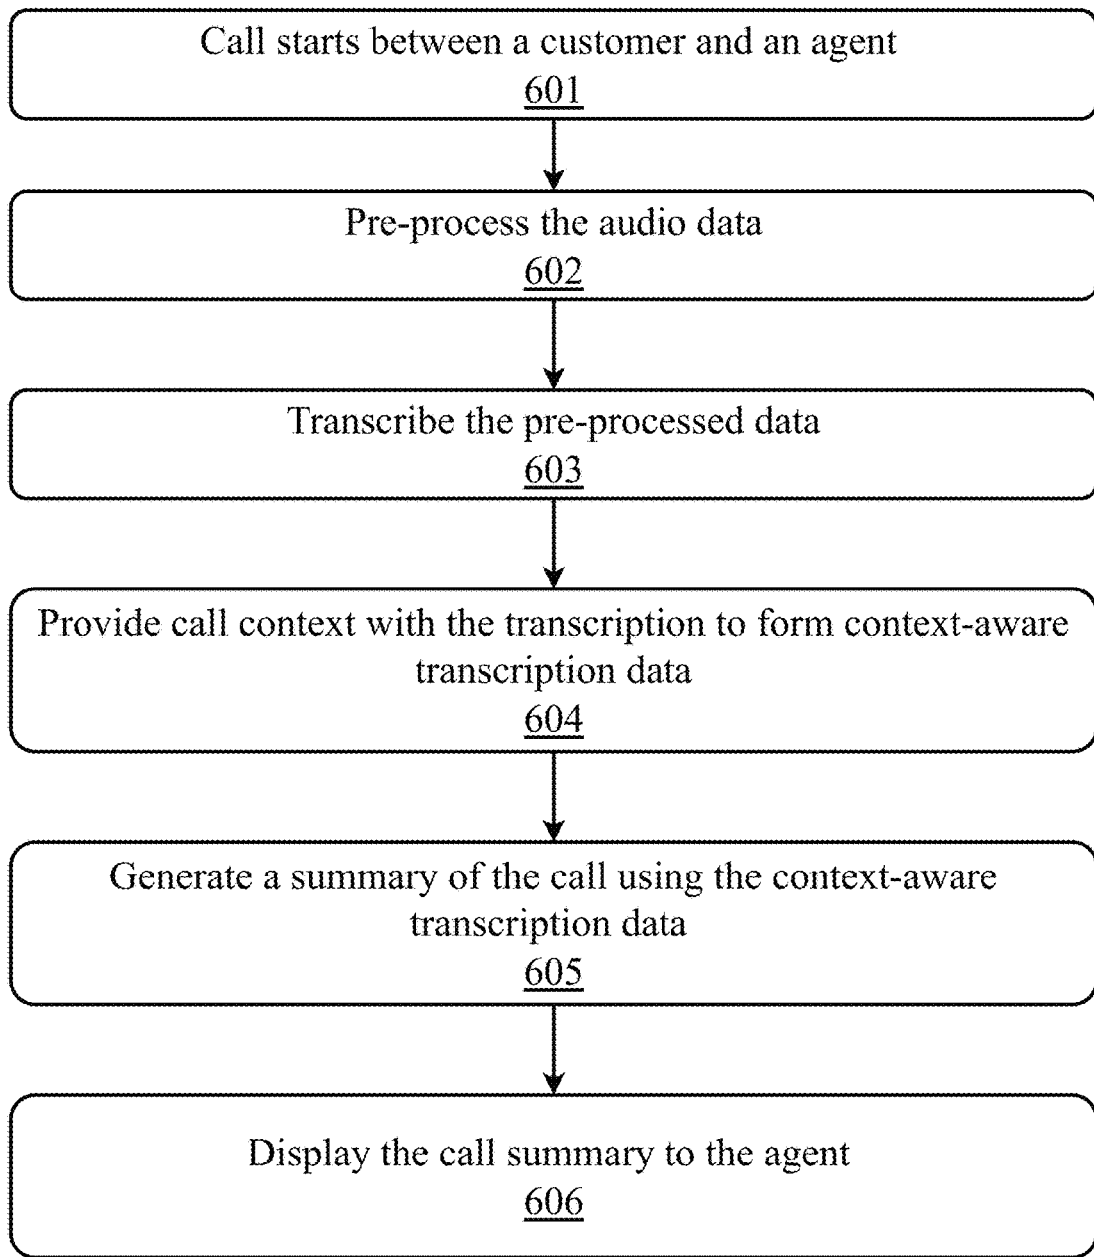 Call starts between a customer and an agent
601
Pre-process the audio data
602
Transcribe the pre-processed data
603
Provide call context with the transcription to form context-aware
transcription data
604
Generate a summary of the call using the context-aware
transcription data
605
Display the call summary to the agent
606